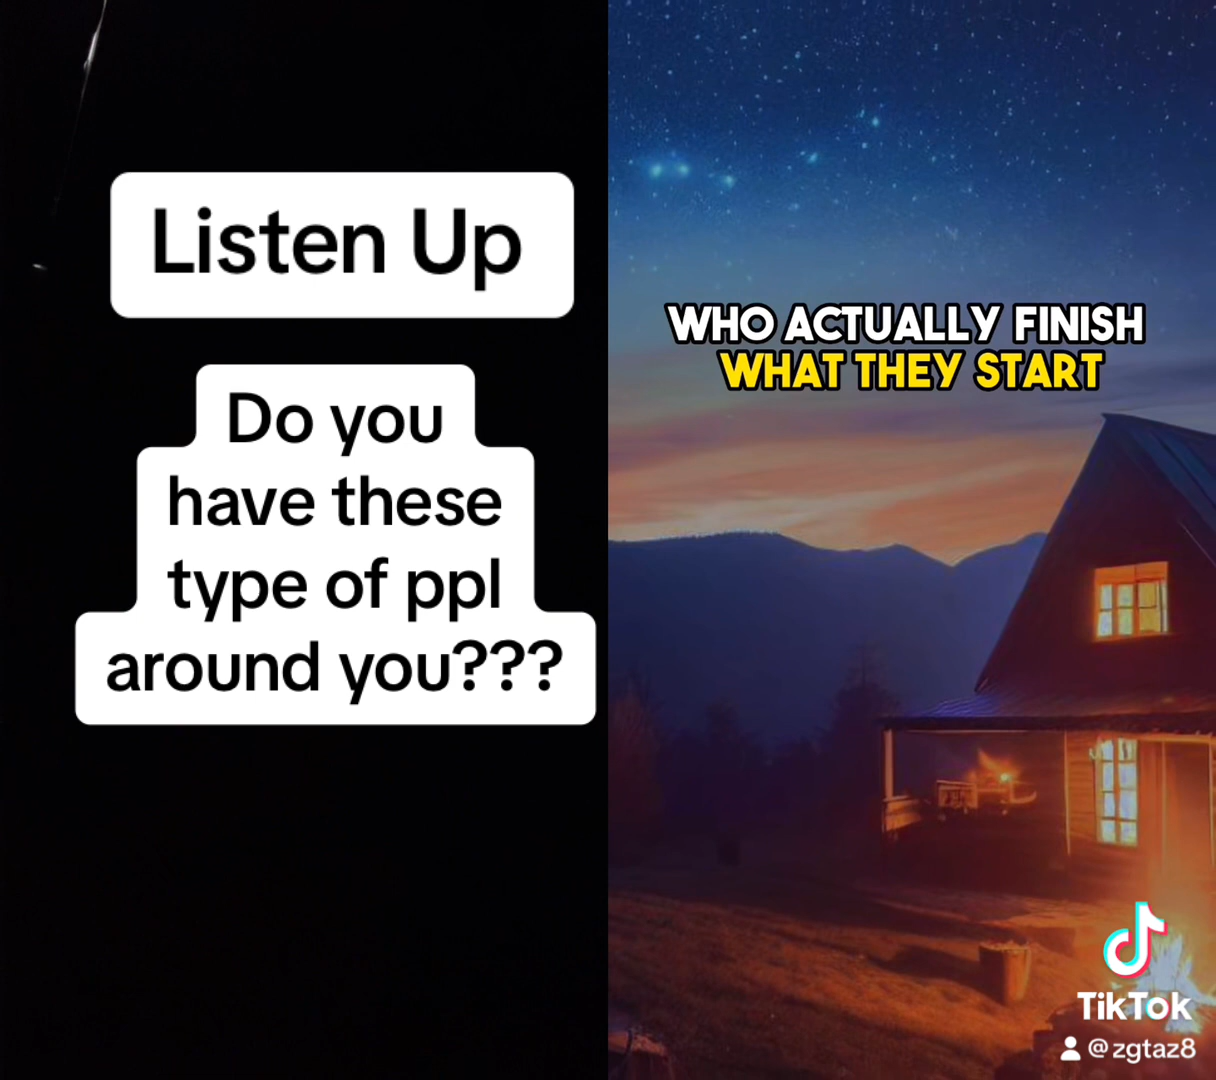 Listen Up
Do you
have these
type of ppl
around you???
WHO ACTUALLY FINISH
WHAT THEY START
TikTok
@zgtaz8